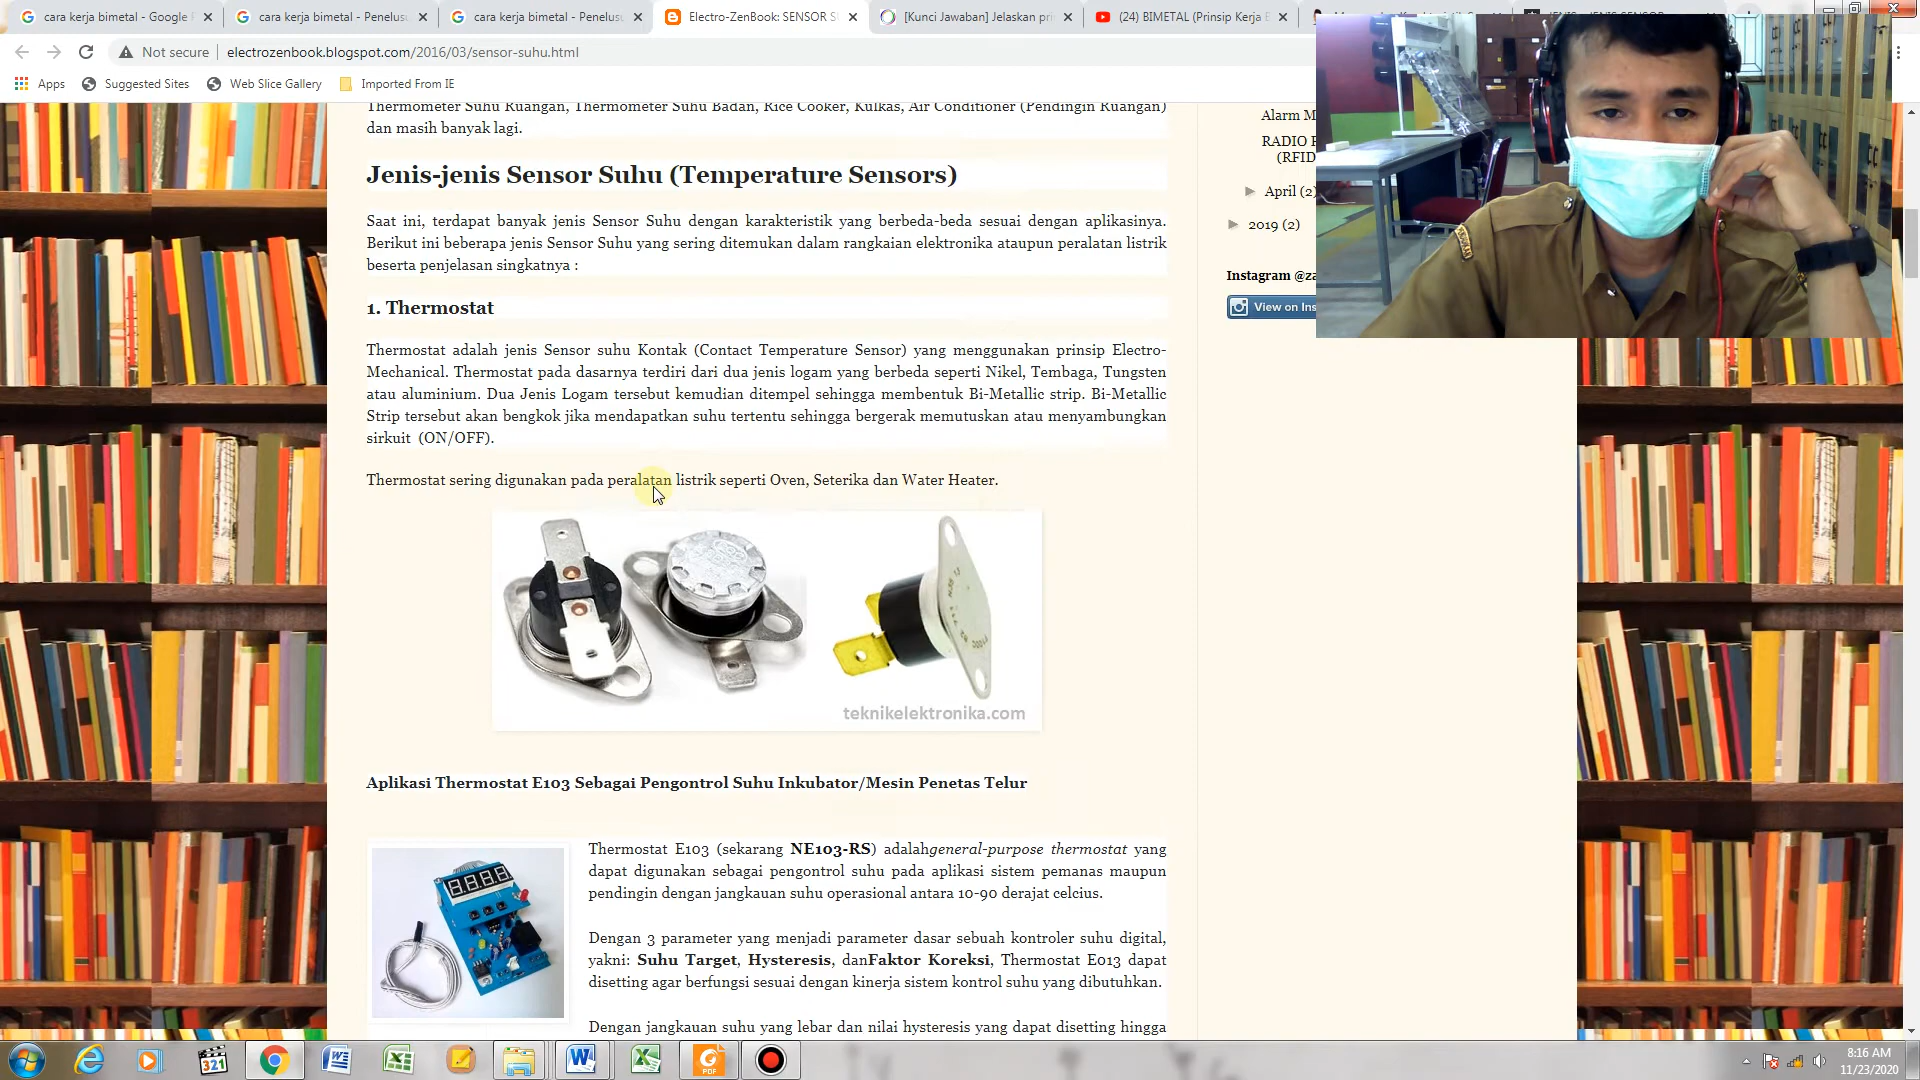 cara kerja bimetal - Google
cara kerja bimetal - Penelus
cara kerja bimetal - Penelus
Electro-ZenBook: SENSOR S
[Kunci Jawaban] Jelaskan pri
(24) BIMETAL (Prinsip Kerja
Not secure
electrozenbook.blogspot.com/2016/03/sensor-suhu.html
Apps
Suggested Sites
Web Slice Gallery
Imported From IE
Thermometer Suhu Ruangan, Thermometer Suhu Badan, Rice Cooker, Kulkas, Air Conditioner (Pendingin Ruangan)
dan masih banyak lagi.
Jenis-jenis Sensor Suhu (Temperature Sensors)
Saat ini, terdapat banyak jenis Sensor Suhu dengan karakteristik yang berbeda-beda sesuai dengan aplikasinya.
Berikut ini beberapa jenis Sensor Suhu yang sering ditemukan dalam rangkaian elektronika ataupun peralatan listrik
beserta penjelasan singkatnya :
1. Thermostat
Thermostat adalah jenis Sensor suhu Kontak (Contact Temperature Sensor) yang menggunakan prinsip Electro-
Mechanical. Thermostat pada dasarnya terdiri dari dua jenis logam yang berbeda seperti Nikel, Tembaga, Tungsten
atau aluminium. Dua Jenis Logam tersebut kemudian ditempel sehingga membentuk Bi-Metallic strip. Bi-Metallic
Strip tersebut akan bengkok jika mendapatkan suhu tertentu sehingga bergerak memutuskan atau menyambungkan
sirkuit (ON/OFF).
Thermostat sering digunakan pada peralatan listrik seperti Oven, Seterika dan Water Heater.
teknikelektronika.com
Aplikasi Thermostat E103 Sebagai Pengontrol Suhu Inkubator/Mesin Penetas Telur
Thermostat E103 (sekarang NE103-RS) adalahgeneral-purpose thermostat yang
dapat digunakan sebagai pengontrol suhu pada aplikasi sistem pemanas maupun
pendingin dengan jangkauan suhu operasional antara 10-90 derajat celcius.
Dengan 3 parameter yang menjadi parameter dasar sebuah kontroler suhu digital,
yakni: Suhu Target, Hysteresis, danFaktor Koreksi, Thermostat E013 dapat
disetting agar berfungsi sesuai dengan kinerja sistem kontrol suhu yang dibutuhkan.
Dengan jangkauan suhu yang lebar dan nilai hysteresis yang dapat disetting hingga
Alarm M
RADIO F
(RFID
April (2)
2019 (2)
Instagram @za
View on Ins
321
PDF
8:16 AM
11/23/2020